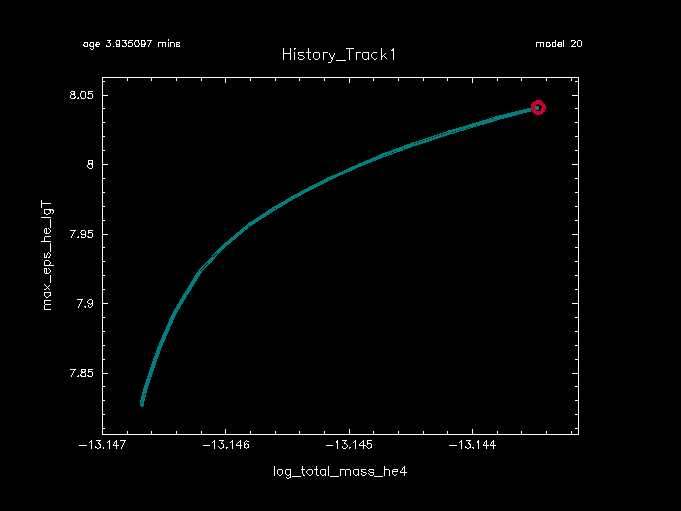 age 3.935097 mins
model 20
History_Track1
8.05
8
7.95
7.9
7.85
max_eps_he_lgT
-13.147
-13.146
-13.145
-13.144
log_total_mass_he4